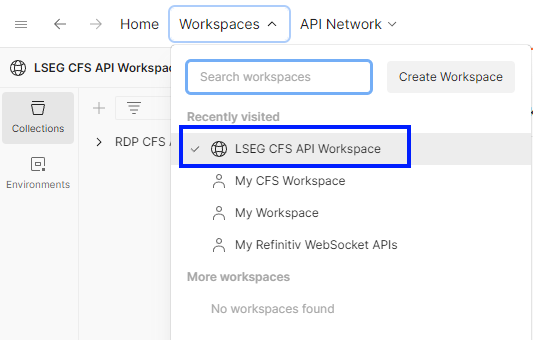 Home Workspaces API Network
LSEG CFS API Workspac
Search workspaces Create Workspace
Recently visited
Collections
LSEG CFS API Workspace
RDP CFS
My CFS Workspace
Environments
My Workspace
My Refinitiv WebSocket APIs
More workspaces
No workspaces found